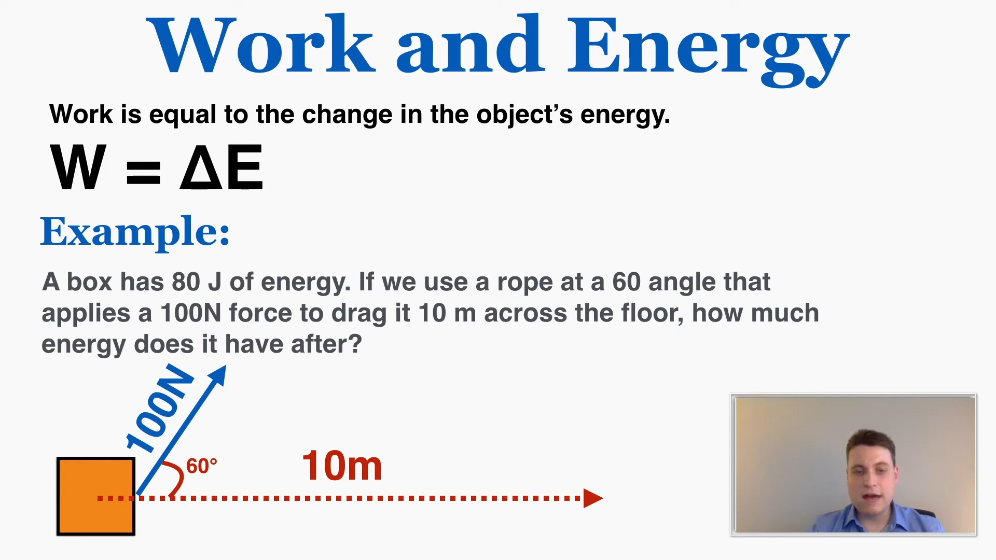 Work and Energy
Work is equal to the change in the object’s energy.
W = ΔE
Example:
A box has 80 J of energy. If we use a rope at a 60 angle that
applies a 100N force to drag it 10 m across the floor, how much
energy does it have after?
100N
60°
10m